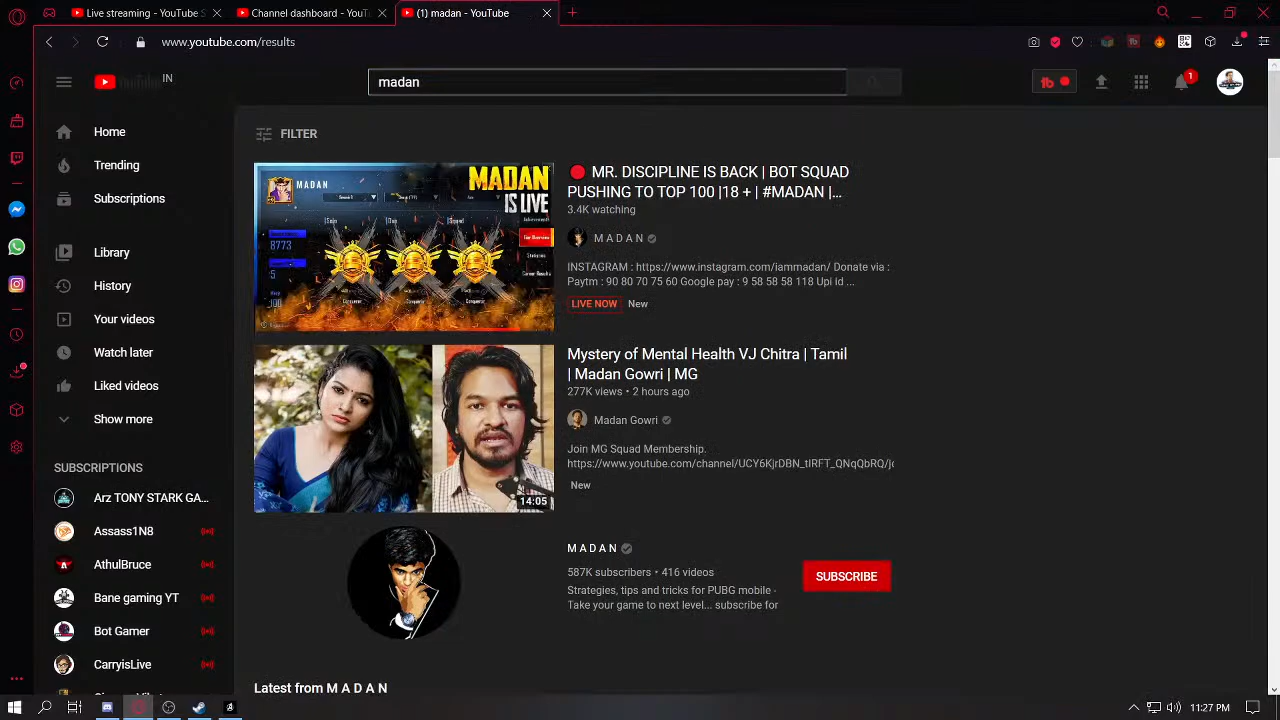 Live streaming - YouTube S
Channel dashboard - YouTube
(1) madan - YouTube
www.youtube.com/results
IN
madan
1
Home
Trending
Subscriptions
Library
History
Your videos
Watch later
Liked videos
Show more
SUBSCRIPTIONS
Arz TONY STARK GA...
Assass1N8
AthulBruce
Bane gaming YT
Bot Gamer
CarryisLive
FILTER
MADAN
MADAN
IS LIVE
8773
MR. DISCIPLINE IS BACK | BOT SQUAD
PUSHING TO TOP 100 |18 + | #MADAN |...
3.4K watching
M A D A N
INSTAGRAM : https://www.instagram.com/iammadan/ Donate via :
Paytm : 90 80 70 75 60 Google pay : 9 58 58 58 118 Upi id ...
LIVE NOW New
14:05
Mystery of Mental Health VJ Chitra | Tamil
| Madan Gowri | MG
277K views • 2 hours ago
Madan Gowri
Join MG Squad Membership.
New
M A D A N
587K subscribers • 416 videos
Strategies, tips and tricks for PUBG mobile -
Take your game to next level... subscribe for
SUBSCRIBE
Latest from M A D A N
11:27 PM